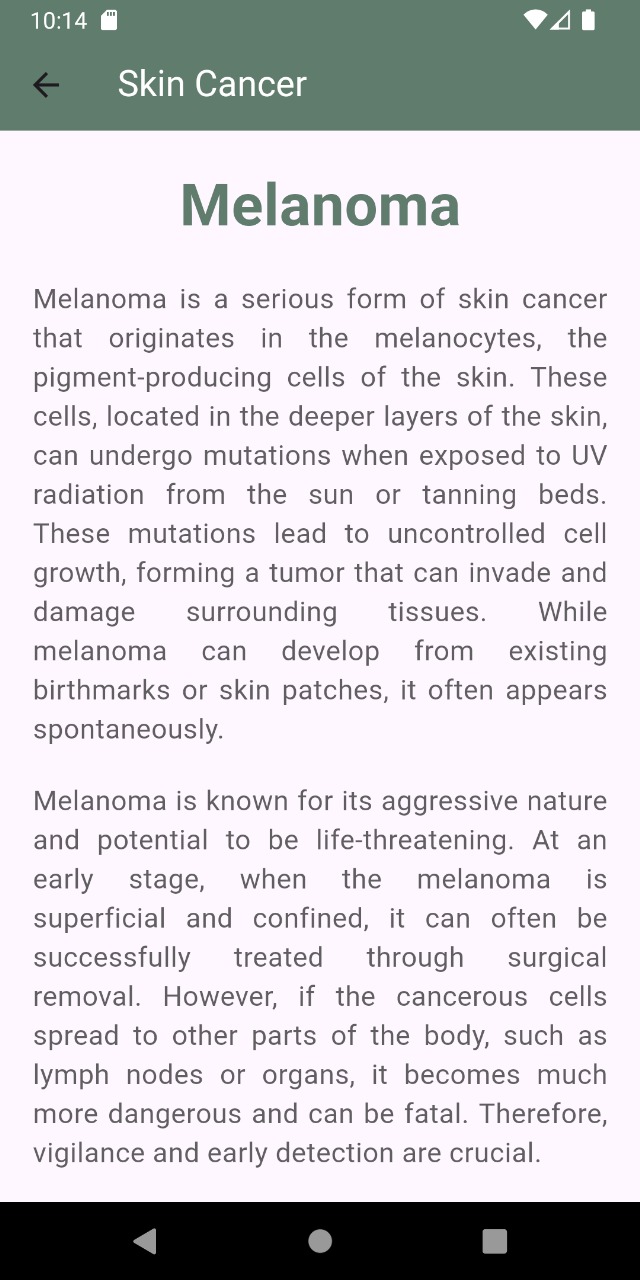 10:14
Skin Cancer
Melanoma
Melanoma is a serious form of skin cancer
that originates in the melanocytes, the
pigment-producing cells of the skin. These
cells, located in the deeper layers of the skin,
can undergo mutations when exposed to UV
radiation from the sun or tanning beds.
These mutations lead to uncontrolled cell
growth, forming a tumor that can invade and
damage surrounding tissues. While
melanoma can develop from existing
birthmarks or skin patches, it often appears
spontaneously.
Melanoma is known for its aggressive nature
and potential to be life-threatening. At an
early stage, when the melanoma is
superficial and confined, it can often be
successfully treated through surgical
removal. However, if the cancerous cells
spread to other parts of the body, such as
lymph nodes or organs, it becomes much
more dangerous and can be fatal. Therefore,
vigilance and early detection are crucial.